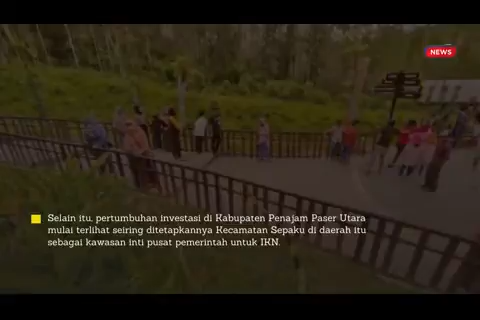 NEWS
Selain itu, pertumbuhan investasi di Kabupaten Penajam Paser Utara
mulai terlihat seiring ditetapkannya Kecamatan Sepaku di daerah itu
sebagai kawasan inti pusat pemerintah untuk IKN.